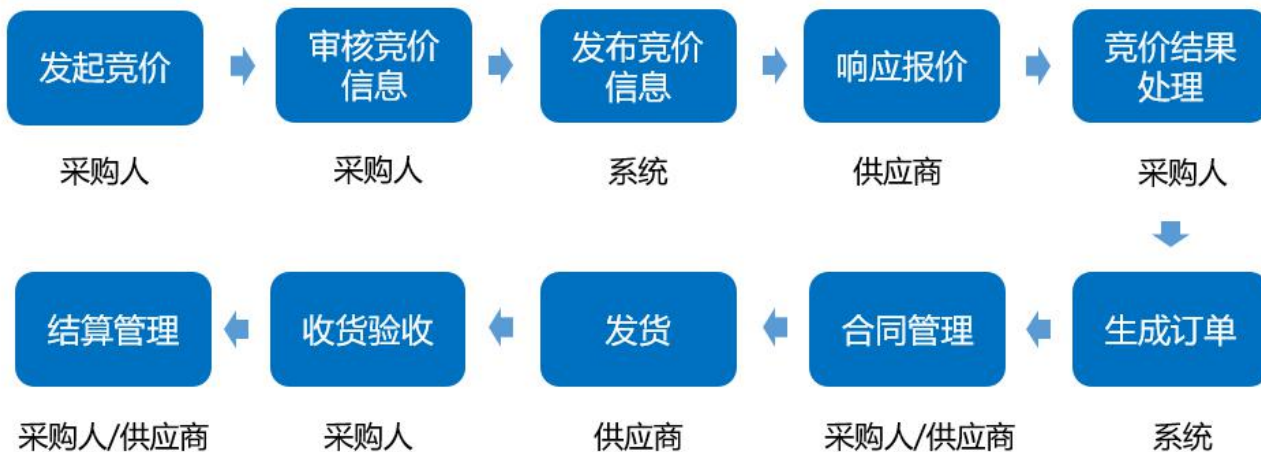 发起竞价
审核竞价
信息
发布竞价
信息
响应报价
竞价结果
处理
采购人
采购人
系统
供应商
采购人
结算管理
收货验收
发货
合同管理
生成订单
采购人/供应商
采购人
供应商
采购人/供应商
系统